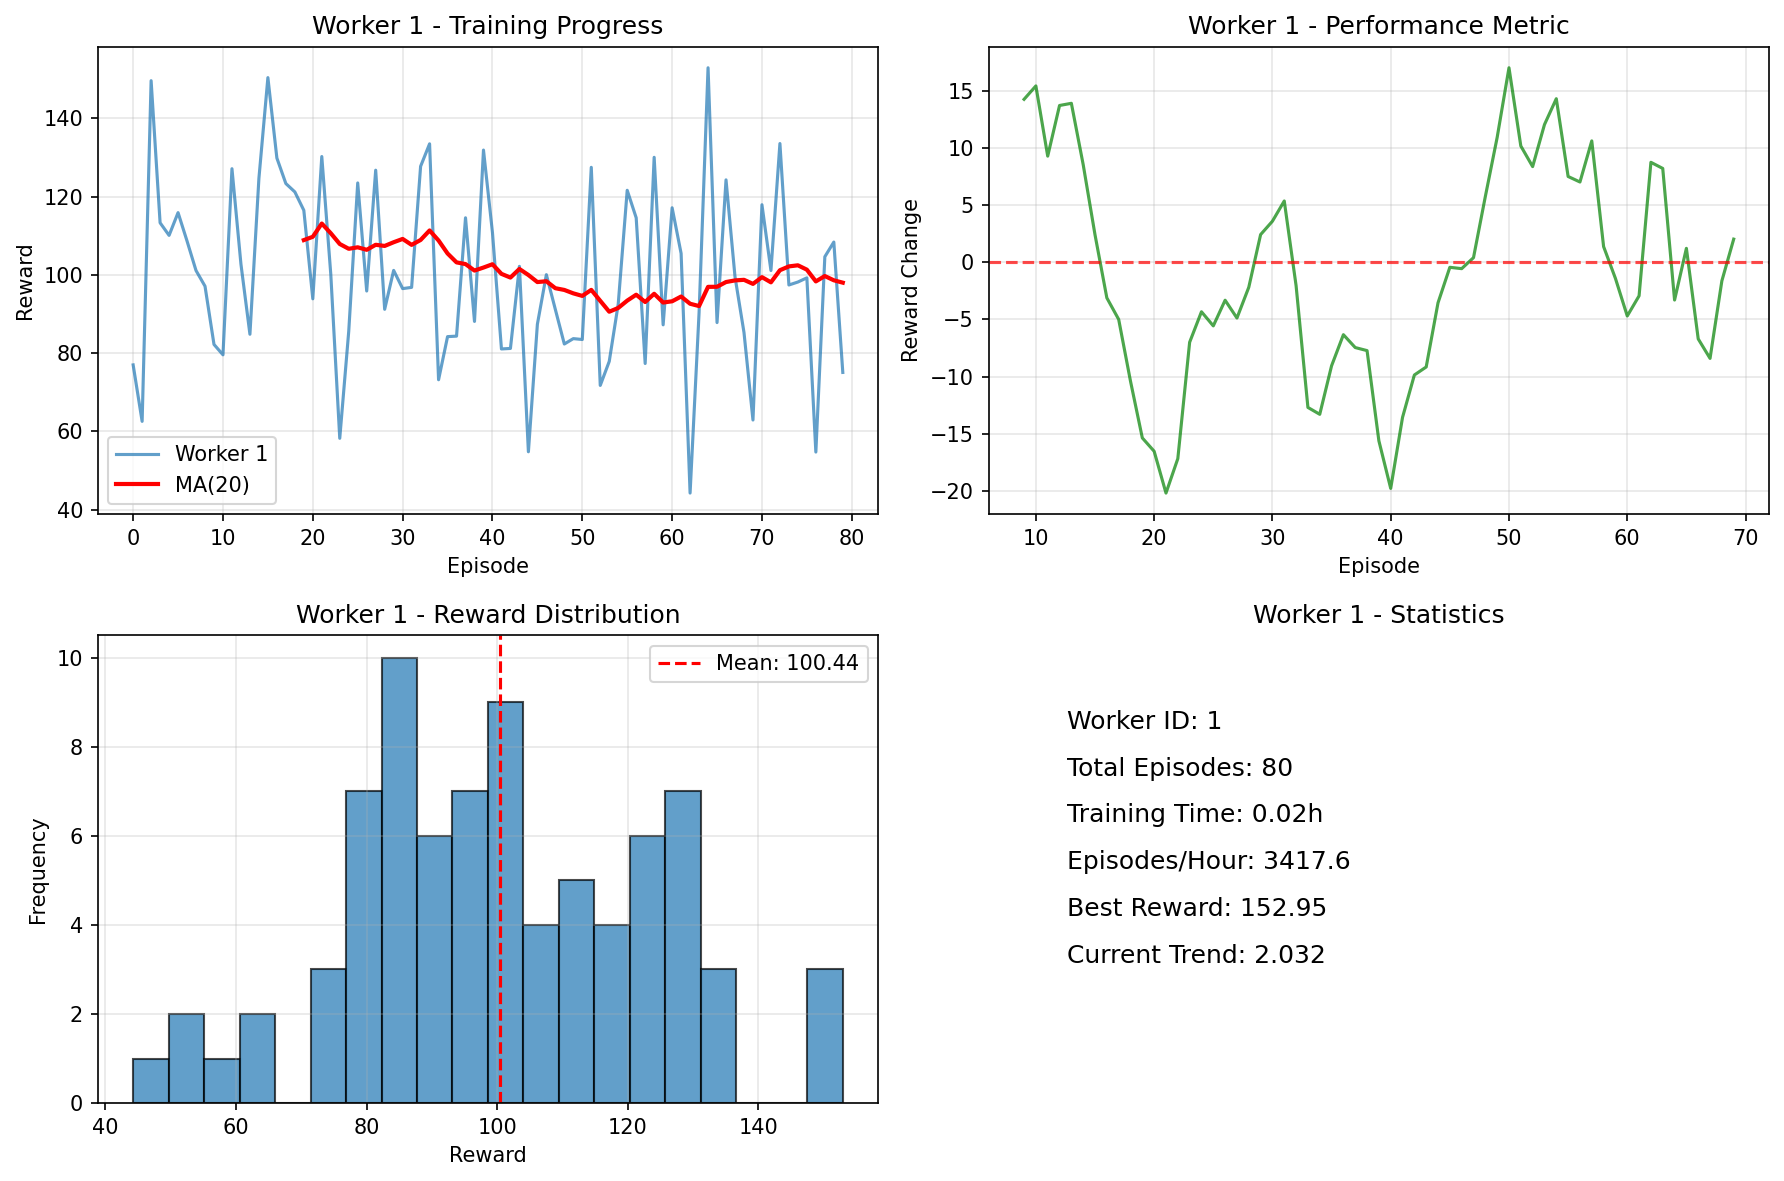 Worker 1 - Training Progress
Reward
140
120
100
80
60
40
Worker 1
MA(20)
0 10 20 30 40 50 60 70 80
Episode
Worker 1 - Performance Metric
Reward Change
15
10
5
0
−5
−10
−15
−20
10 20 30 40 50 60 70
Episode
Worker 1 - Reward Distribution
Frequency
10
8
6
4
2
0
Mean: 100.44
40 60 80 100 120 140
Reward
Worker 1 - Statistics
Worker ID: 1
Total Episodes: 80
Training Time: 0.02h
Episodes/Hour: 3417.6
Best Reward: 152.95
Current Trend: 2.032